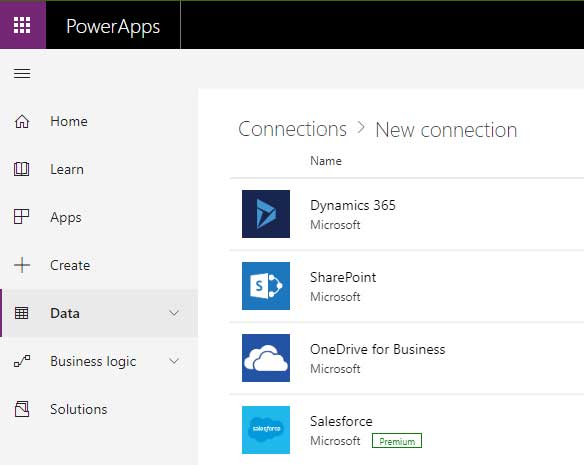 PowerApps
Home
Learn
Apps
Create
Data
Business logic
Solutions
Connections > New connection
Name
Dynamics 365
Microsoft
S
SharePoint
Microsoft
OneDrive for Business
Microsoft
salesforce
Salesforce
Microsoft Premium